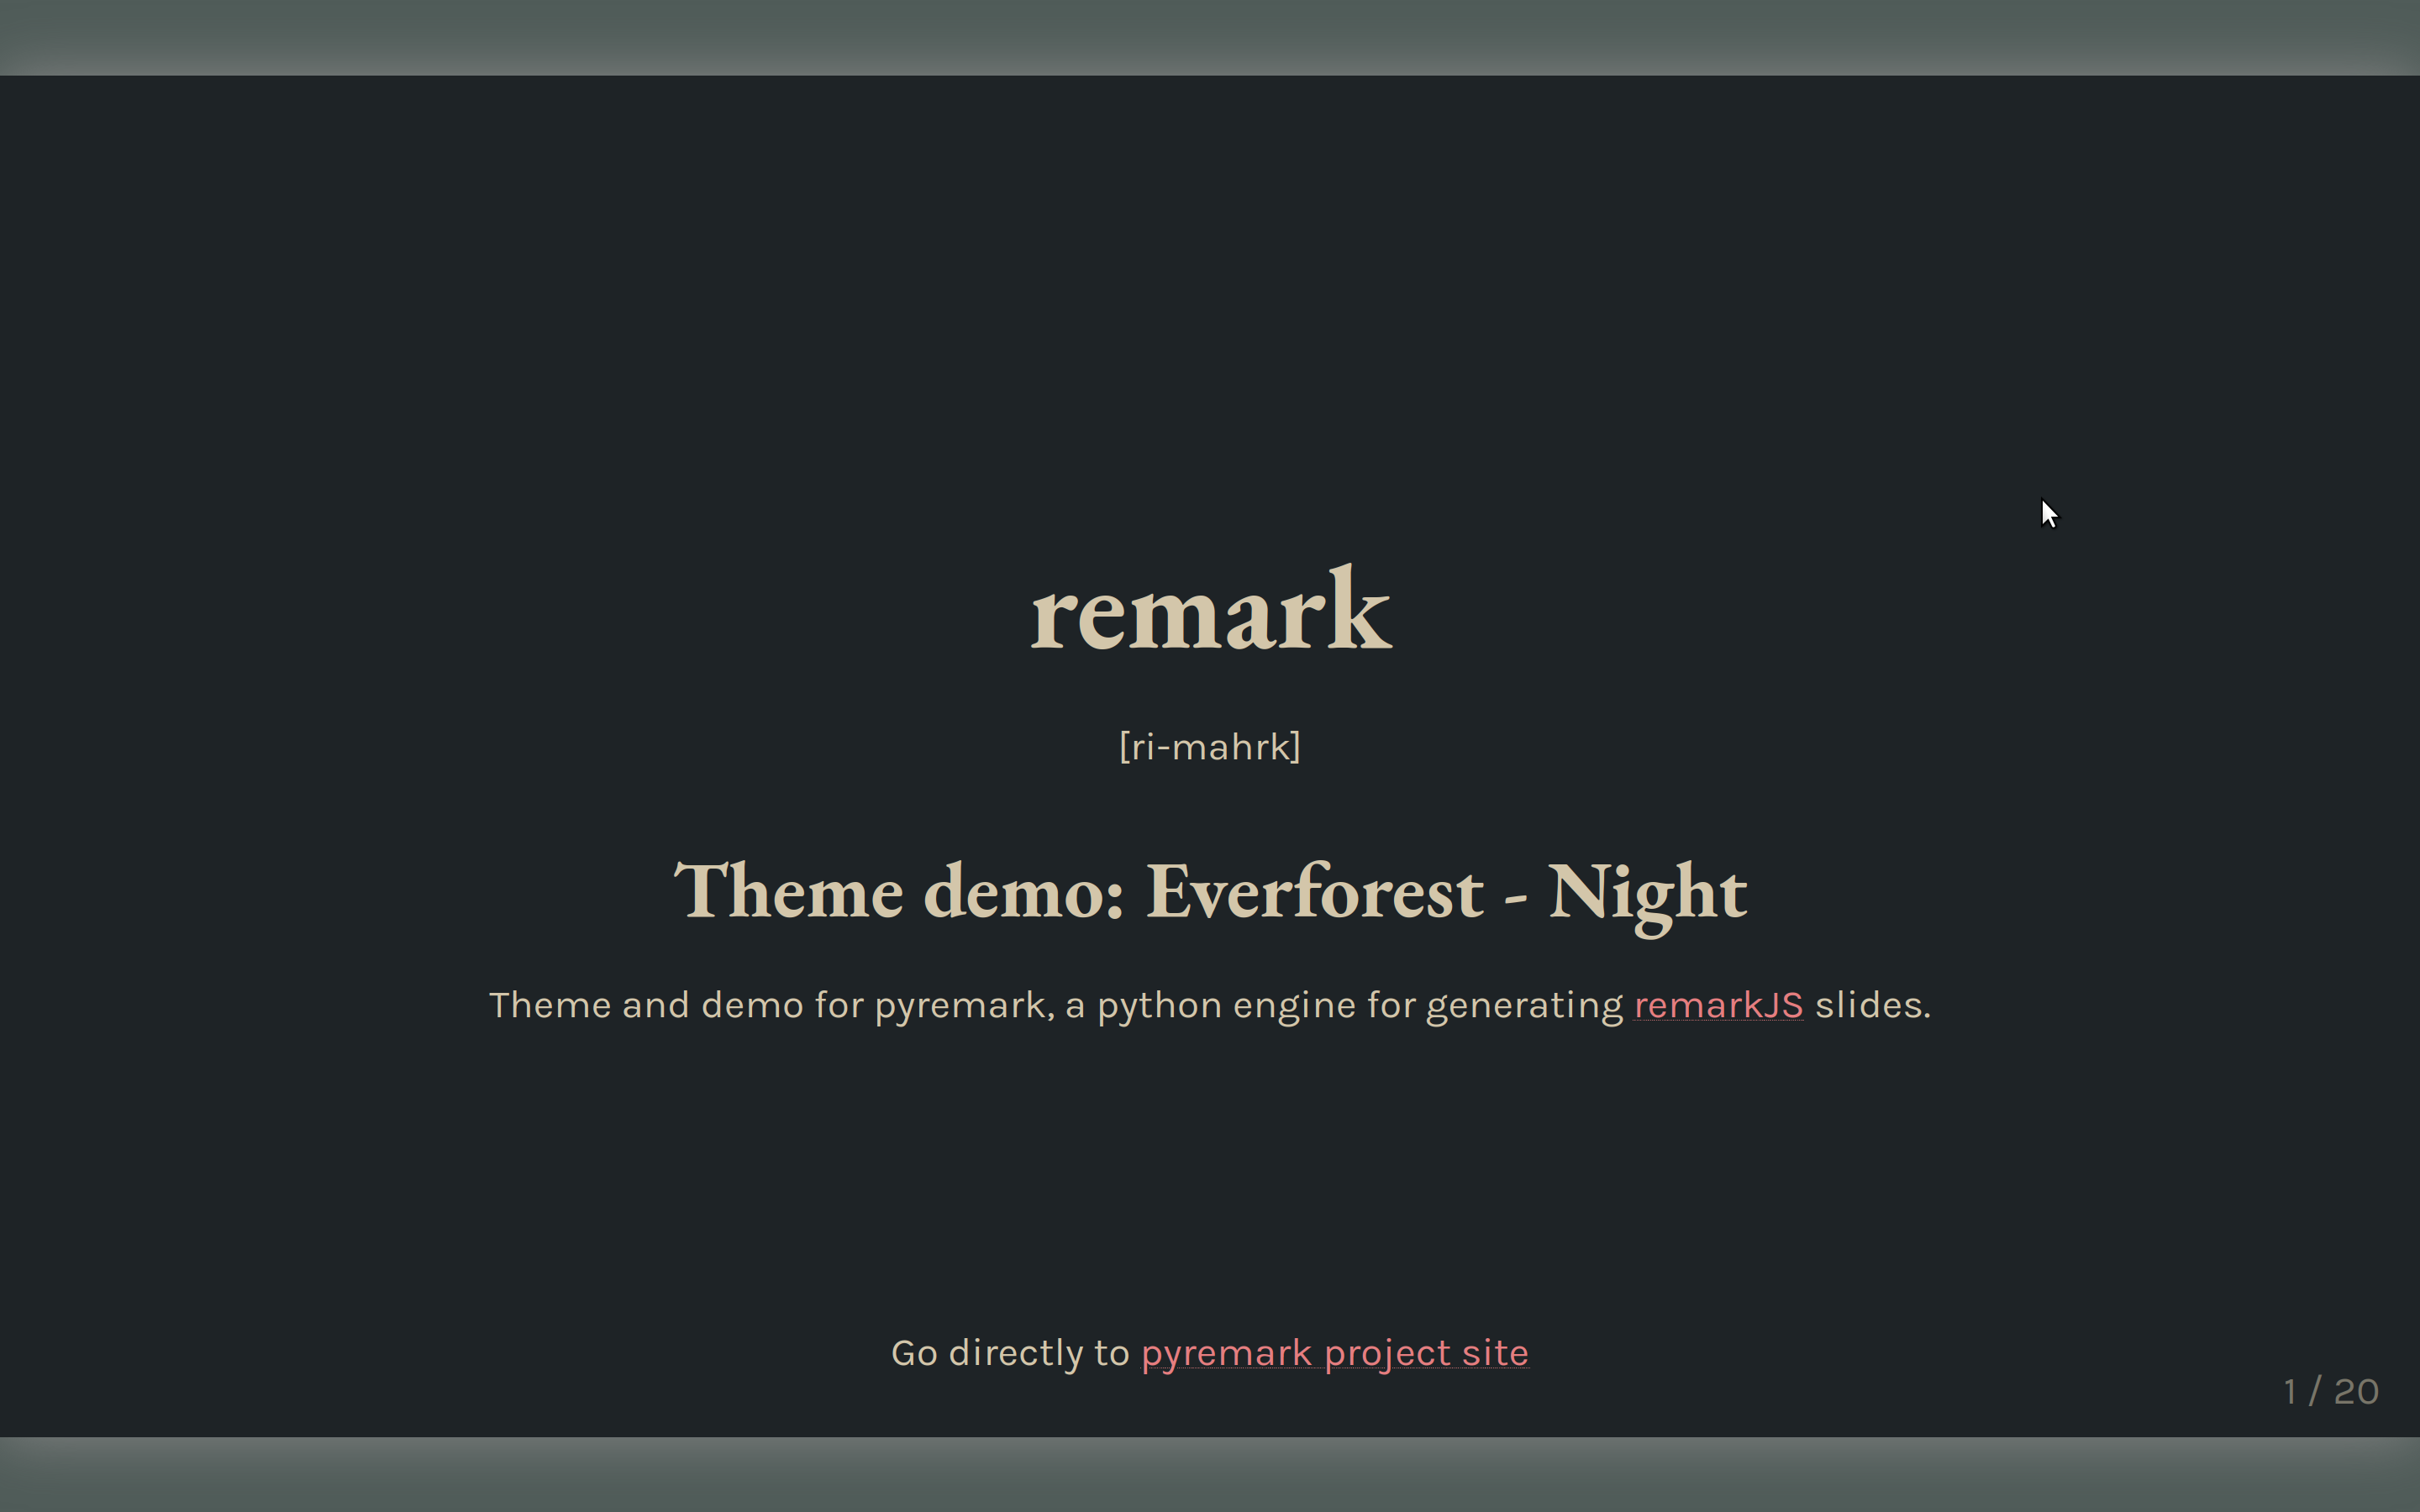 remark
[ri-mahrk]
Theme demo: Everforest - Night
Theme and demo for pyremark, a python engine for generating remarkJS slides.
Go directly to pyremark project site
1 / 20